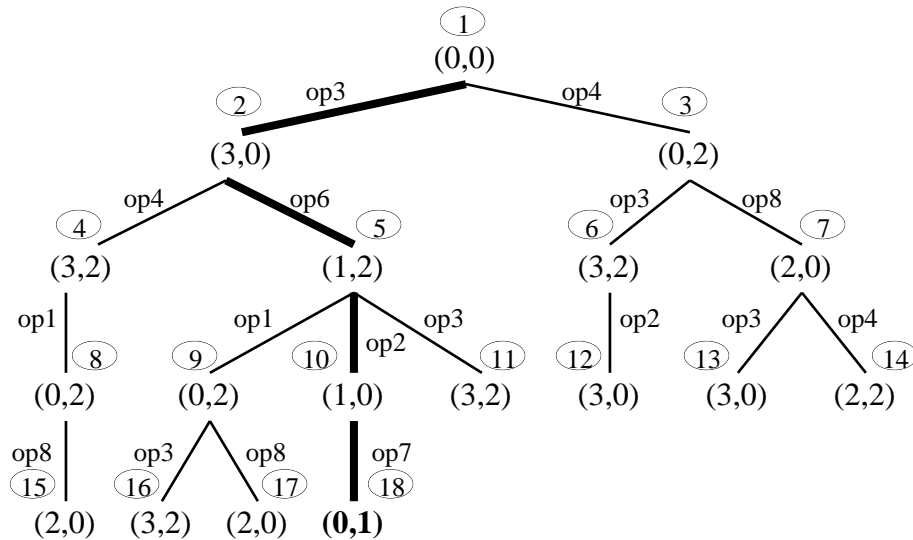 1
(0,0)
2 op3 op4 3
(3,0) (0,2)
4 op4 op6 5 6 op3 op8 7
(3,2) (1,2) (3,2) (2,0)
op1 op1 op2 op3 op2 op3 op4
8 9 10 11 12 13 14
(0,2) (0,2) (1,0) (3,2) (3,0) (3,0) (2,2)
op8 op3 op8 op7
15 16 17 18
(2,0) (3,2) (2,0) (0,1)